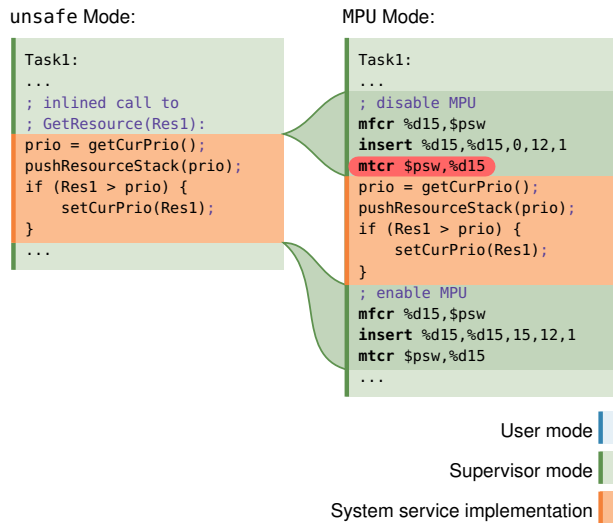 unsafe Mode:
Task1:
...
; inlined call to
; GetResource(Res1):
prio = getCurPrio();
pushResourceStack(prio);
if (Res1 > prio) {
    setCurPrio(Res1);
}
...
MPU Mode:
Task1:
...
; disable MPU
mfcr %d15,$psw
insert %d15,%d15,0,12,1
mtcr $psw,%d15
prio = getCurPrio();
pushResourceStack(prio);
if (Res1 > prio) {
    setCurPrio(Res1);
}
; enable MPU
mfcr %d15,$psw
insert %d15,%d15,15,12,1
mtcr $psw,%d15
...
User mode
Supervisor mode
System service implementation